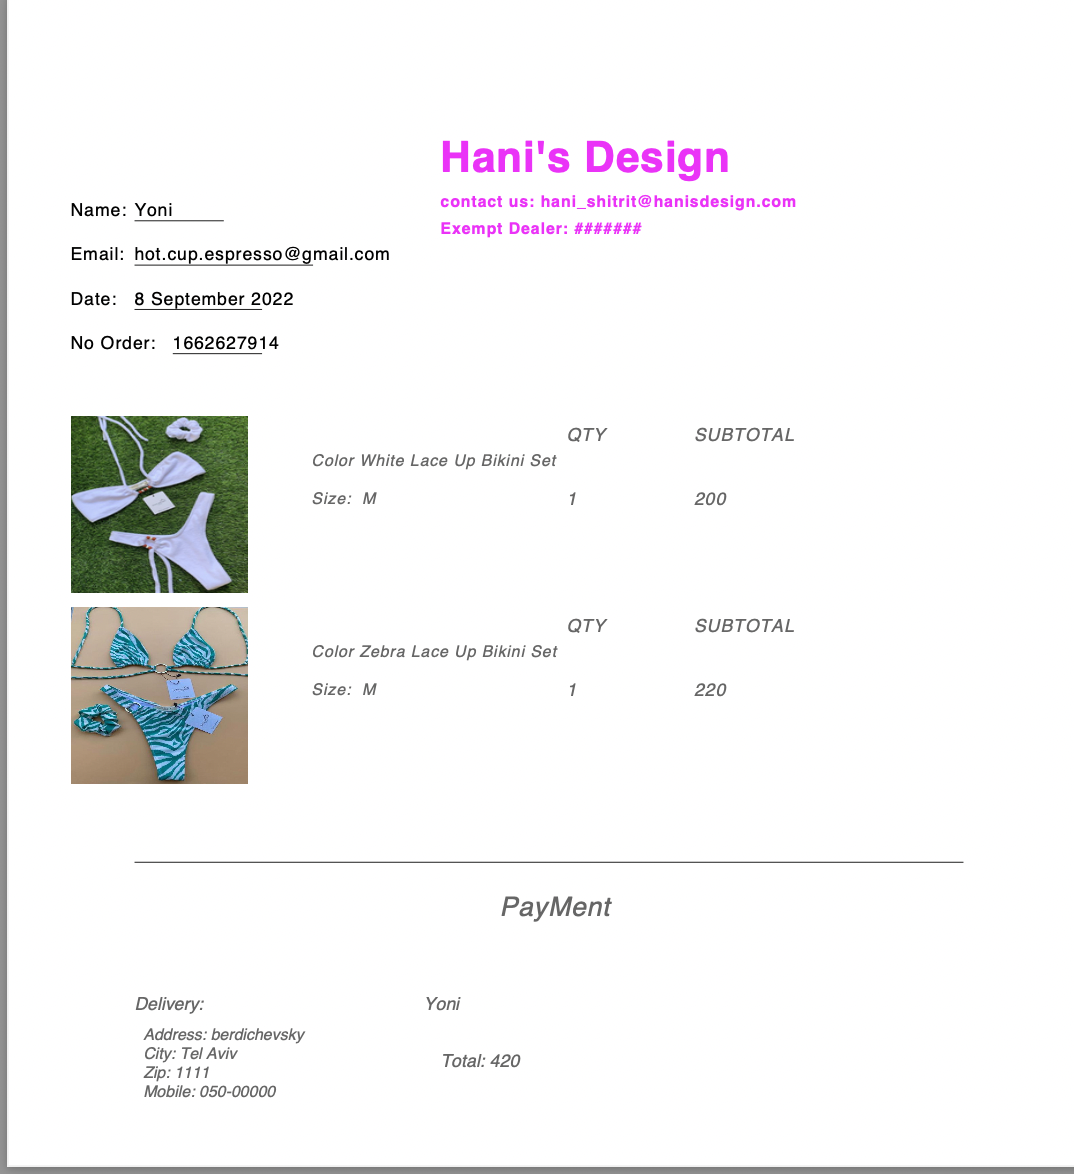 Hani's Design
contact us: hani_shitrit@hanisdesign.com
Exempt Dealer: #######
Name: Yoni
Email: hot.cup.espresso@gmail.com
Date: 8 September 2022
No Order: 1662627914
QTY SUBTOTAL
Color White Lace Up Bikini Set
Size: M 1 200
QTY SUBTOTAL
Color Zebra Lace Up Bikini Set
Size: M 1 220
PayMent
Delivery: Yoni
Address: berdichevsky
City: Tel Aviv
Total: 420
Zip: 1111
Mobile: 050-00000